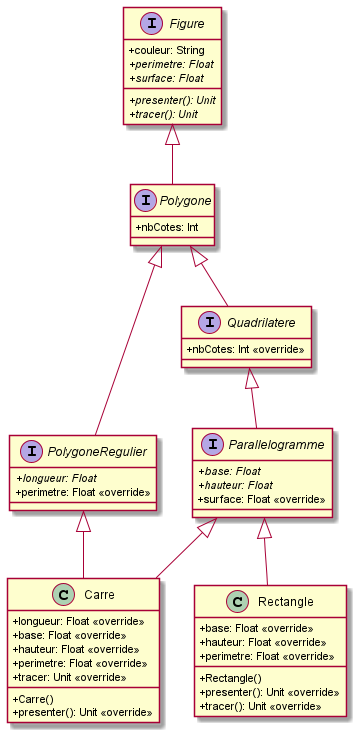 I Figure
+couleur: String
+perimetre: Float
+surface: Float
+presenter(): Unit
+tracer(): Unit
I Polygone
+nbCotes: Int
I Quadrilatere
+nbCotes: Int «override»
I PolygoneRegulier
+longueur: Float
+perimetre: Float «override»
I Parallelogramme
+base: Float
+hauteur: Float
+surface: Float «override»
C Carre
+longueur: Float «override»
+base: Float «override»
+hauteur: Float «override»
+perimetre: Float «override»
+tracer: Unit «override»
+Carre()
+presenter(): Unit «override»
C Rectangle
+base: Float «override»
+hauteur: Float «override»
+perimetre: Float «override»
+Rectangle()
+presenter(): Unit «override»
+tracer(): Unit «override»